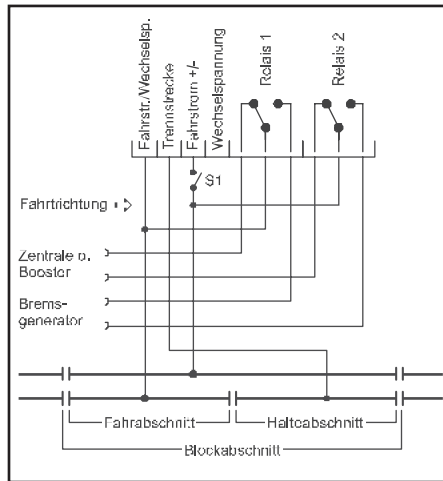 Fahrstr./Wechselsp.
Trennstrecke
Fahrstrom +/-
Wechselspannung
Relais 1
Relais 2
S1
Fahrtrichtung
Zentrale o.
Booster
Brems-
generator
Fahrabschnitt
Halteabschnitt
Blockabschnitt